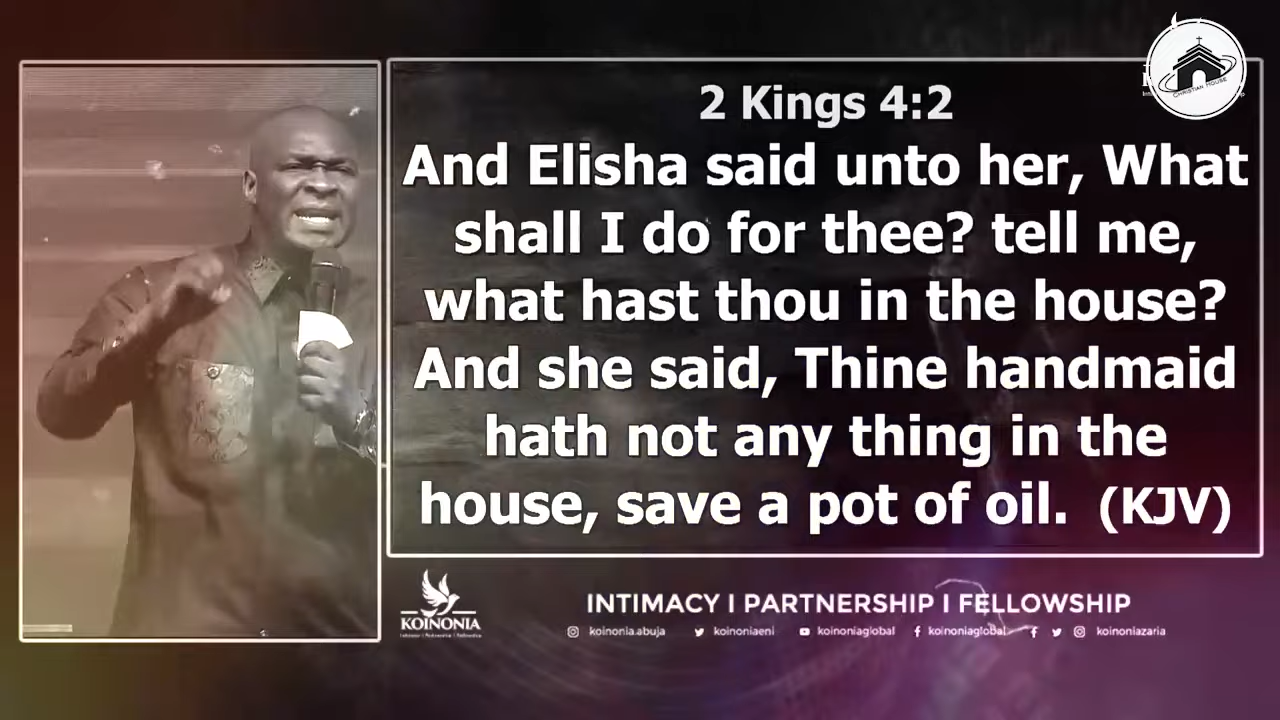 2 Kings 4:2
And Elisha said unto her, What
shall I do for thee? tell me,
what hast thou in the house?
And she said, Thine handmaid
hath not any thing in the
house, save a pot of oil. (KJV)
CHRISTIAN HOUSE
KOINONIA
INTIMACY I PARTNERSHIP I FELLOWSHIP
koinonia.abuja koinoniaeni koinoniaglobal koinoniaglobal koinoniazaria